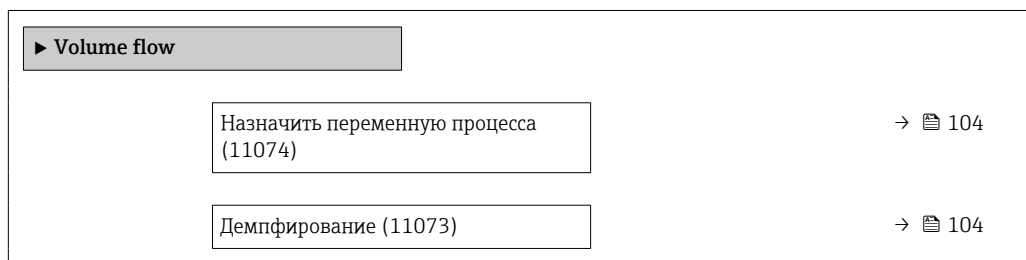 ▶ Volume flow
Назначить переменную процесса
(11074)
→ 104
Демпфирование (11073)
→ 104